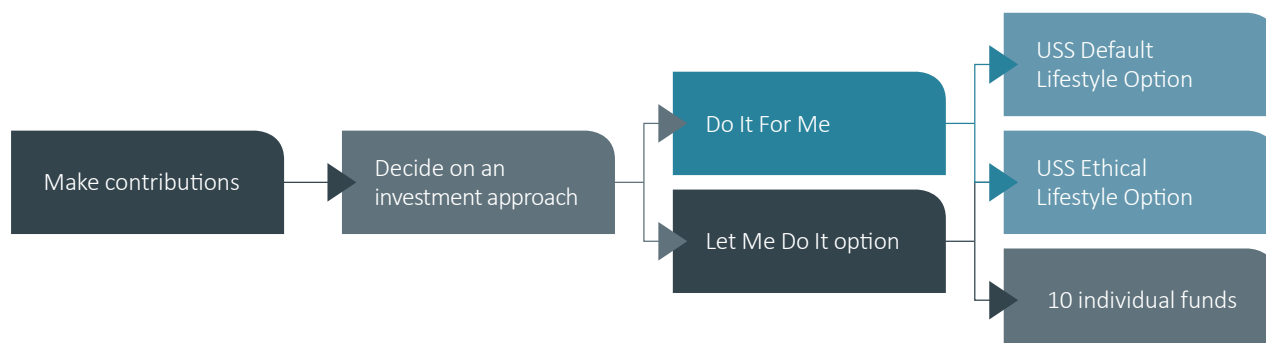 Make contributions
Decide on an
investment approach
Do It For Me
Let Me Do It option
USS Default
Lifestyle Option
USS Ethical
Lifestyle Option
10 individual funds